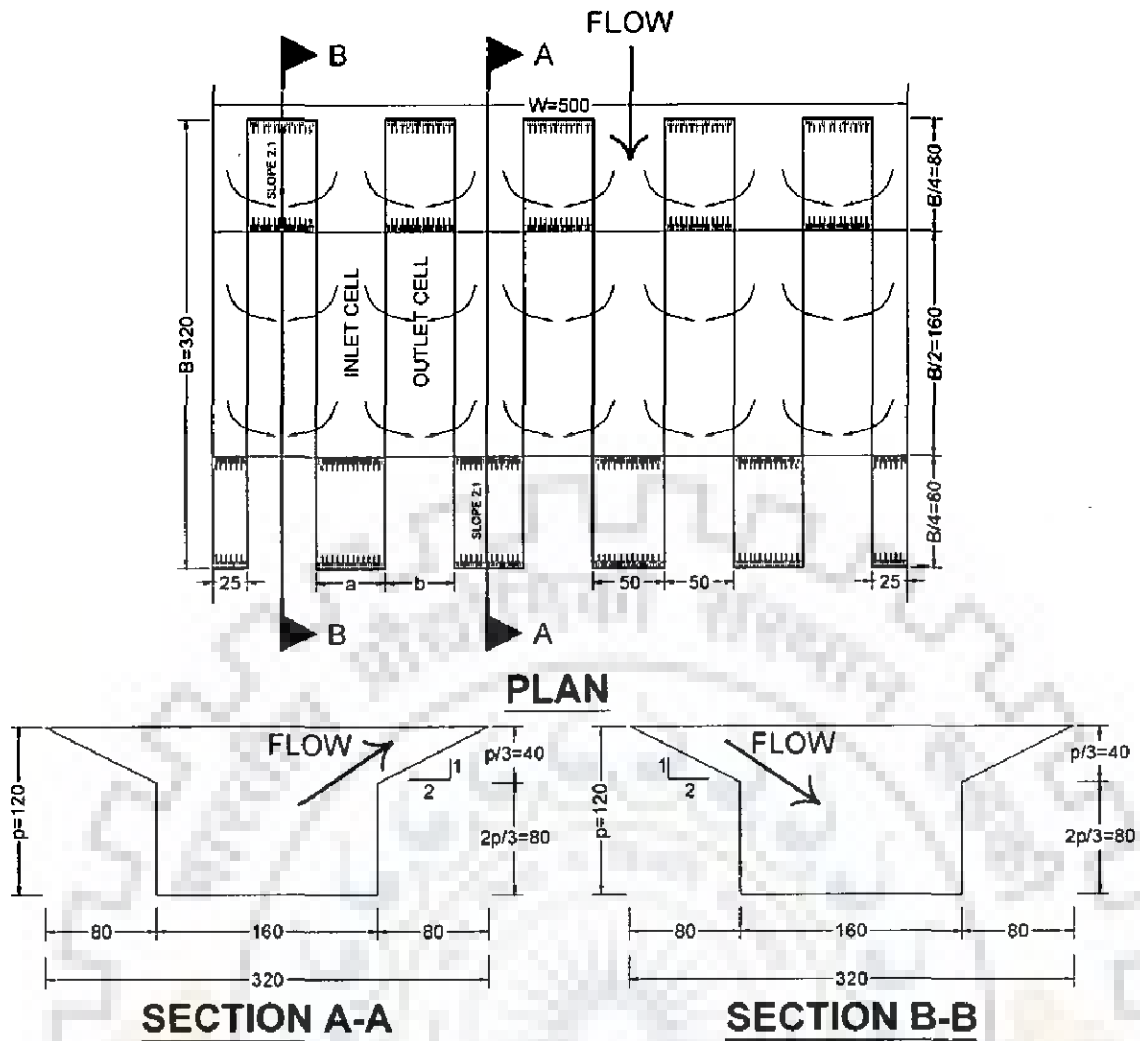 FLOW
B
A
W=500
SLOPE 2:1
B/4=80
B=320
INLET CELL
OUTLET CELL
B/2=160
SLOPE 2:1
B/4=80
25
a
b
50
50
25
B
A
PLAN
FLOW
1
2
p/3=40
p=120
2p/3=80
80
160
80
320
SECTION A-A
FLOW
1
2
p/3=40
p=120
2p/3=80
80
160
80
320
SECTION B-B